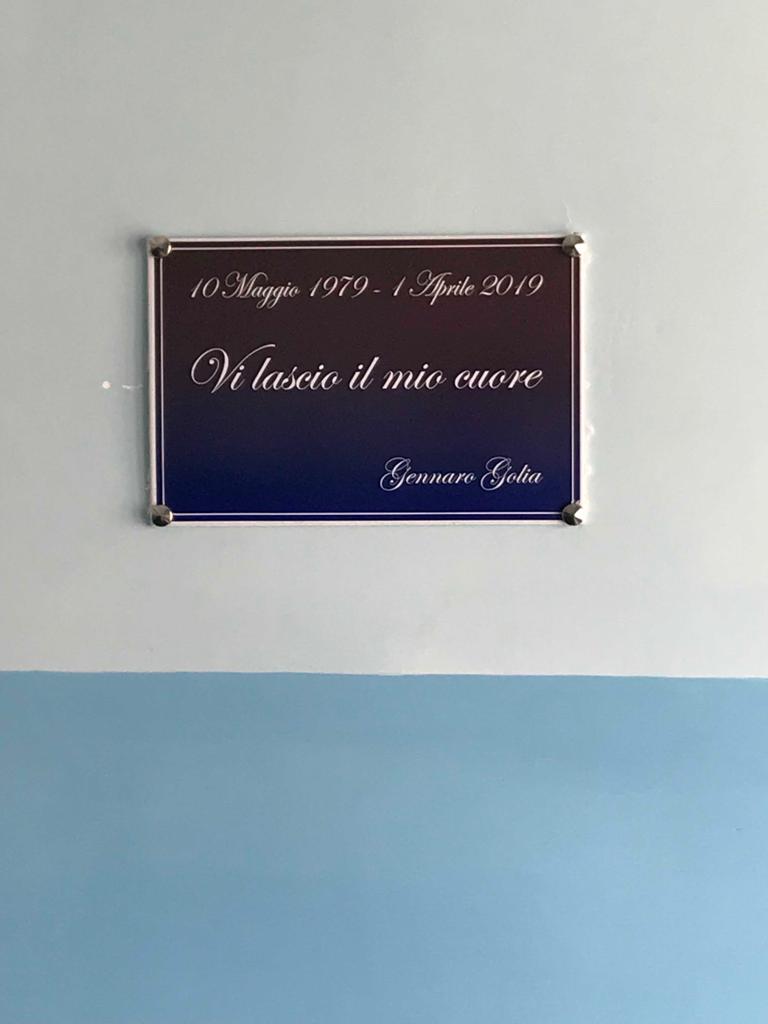 10 Maggio 1979 - 1 Aprile 2019
Vi lascio il mio cuore
Gennaro Golia